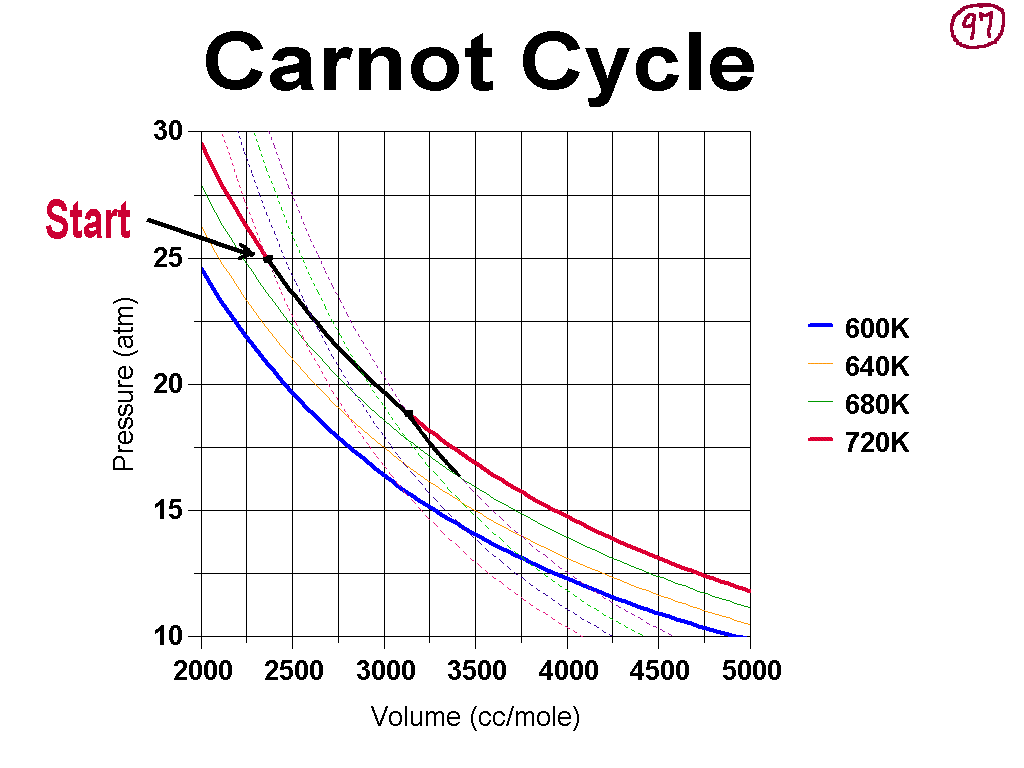 97
Carnot Cycle
30
Start
25
20
15
10
Pressure (atm)
2000 2500 3000 3500 4000 4500 5000
Volume (cc/mole)
600K
640K
680K
720K